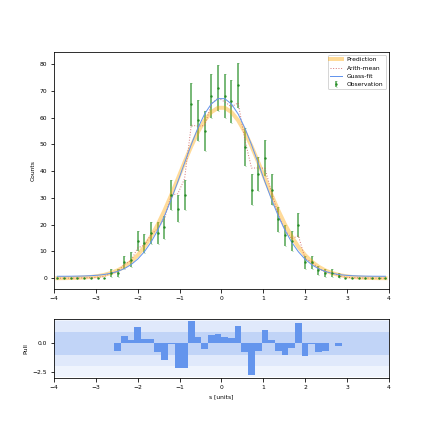 80
70
60
50
40
30
20
10
0
Counts
Prediction
Arith-mean
Guass-fit
Observation
−4 −3 −2 −1 0 1 2 3 4
0.0
−2.5
Pull
−4 −3 −2 −1 0 1 2 3 4
s [units]